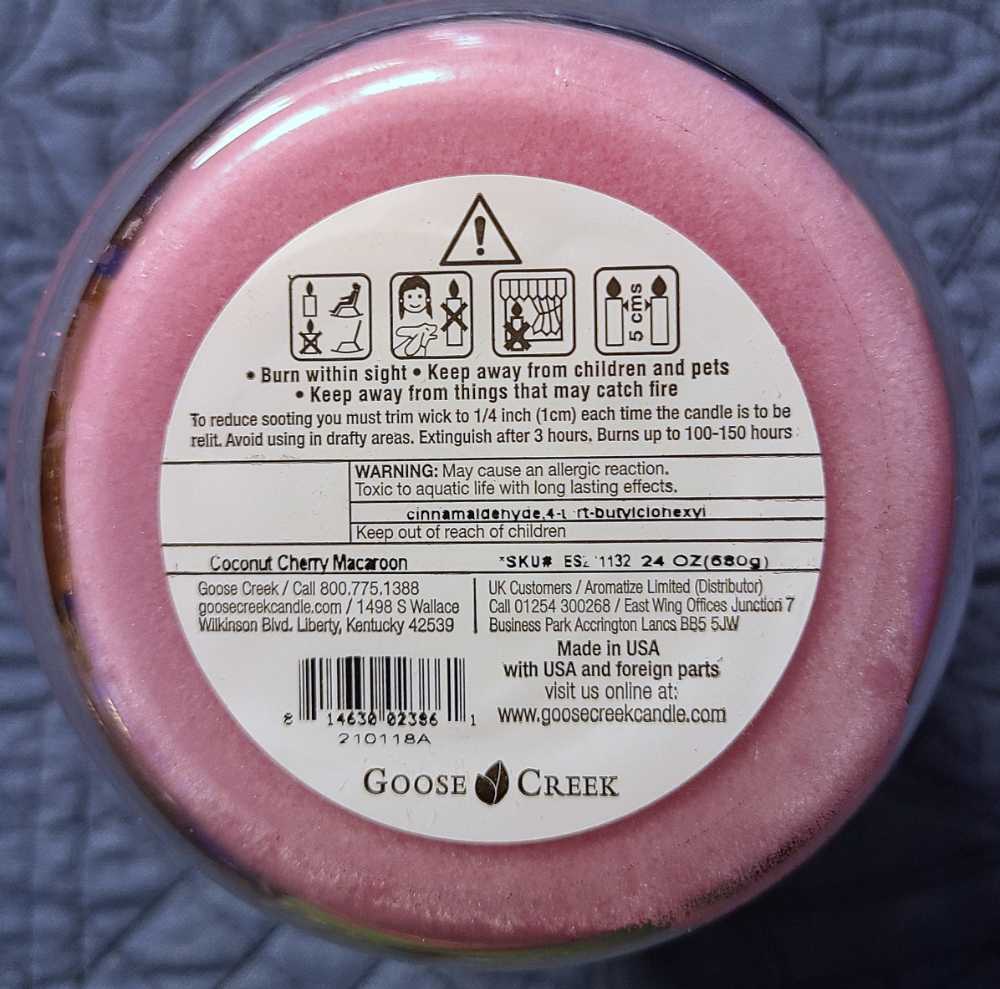 5 cms
• Burn within sight • Keep away from children and pets
• Keep away from things that may catch fire
To reduce sooting you must trim wick to 1/4 inch (1cm) each time the candle is to be
relit. Avoid using in drafty areas. Extinguish after 3 hours. Burns up to 100-150 hours
WARNING: May cause an allergic reaction.
Toxic to aquatic life with long lasting effects.
cinnamaldehyde,
Keep out of reach of children
Coconut Cherry Macaroon
*SKU# 24 OZ(680g)
Goose Creek / Call 800.775.1388
goosecreekcandle.com / 1498 S Wallace
Wilkinson Blvd. Liberty, Kentucky 42539
UK Customers / Aromatize Limited (Distributor)
Call 01254 300268 / East Wing Offices Junction 7
Business Park Accrington Lancs BB5 5JW
Made in USA
with USA and foreign parts
visit us online at:
www.goosecreekcandle.com
8 14630 02386 1
210118A
GOOSE CREEK